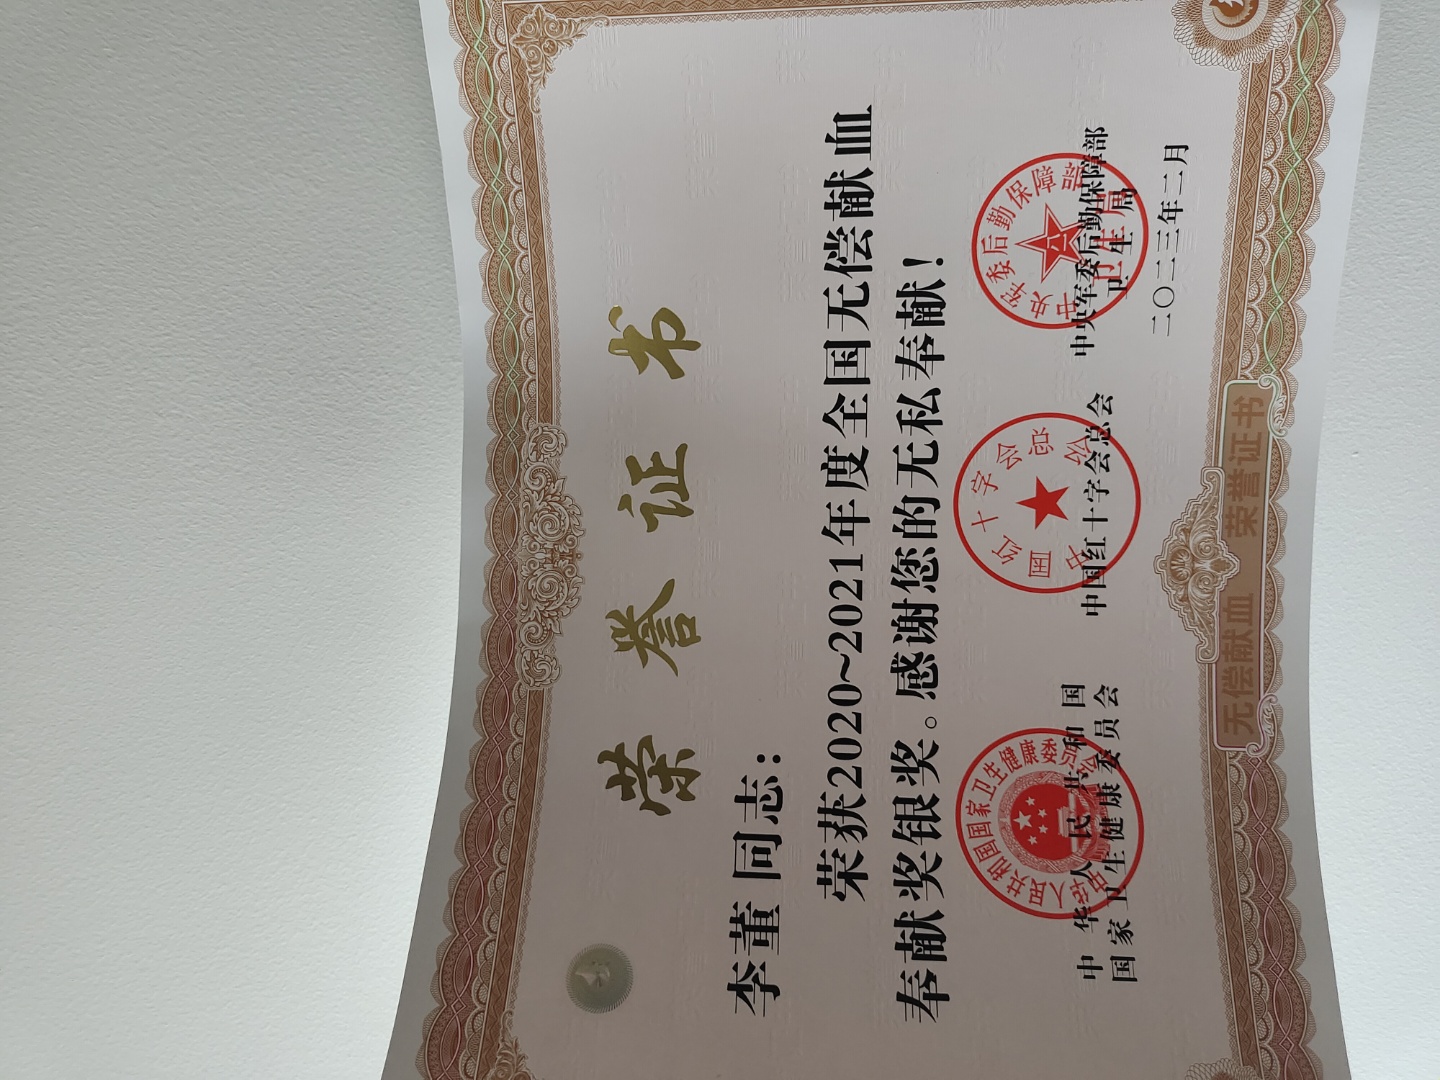 荣誉证书
李董同志：
荣获2020~2021年度全国无偿献血
奉献奖银奖。感谢您的无私奉献！
中华人民共和国
国家卫生健康委员会
中国红十字会总会
中央军委后勤保障部
卫生局
二〇二三年二月
中华人民共和国国家卫生健康委员会
中国红十字会总会
中央军委后勤保障部
卫生局
无偿献血 荣誉证书